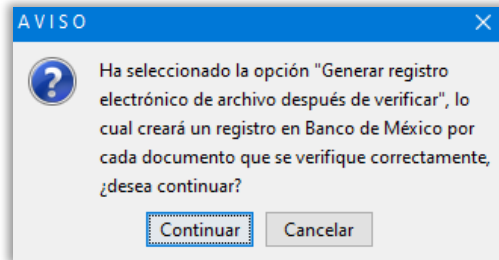 AVISO
Ha seleccionado la opción "Generar registro
electrónico de archivo después de verificar", lo
cual creará un registro en Banco de México por
cada documento que se verifique correctamente,
¿desea continuar?
Continuar Cancelar